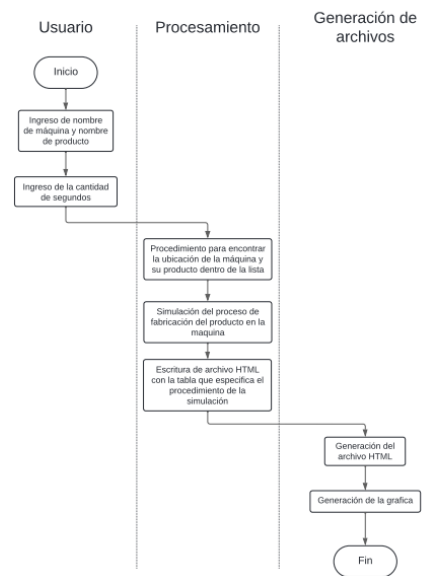 Usuario
Procesamiento
Generación de
archivos
Inicio
Ingreso de nombre
de máquina y nombre
de producto
Ingreso de la cantidad
de segundos
Procedimiento para encontrar
la ubicación de la máquina y
su producto dentro de la lista
Simulación del proceso de
fabricación del producto en la
maquina
Escritura de archivo HTML
con la tabla que especifica el
procedimiento de la
simulación
Generación del
archivo HTML
Generación de la grafica
Fin